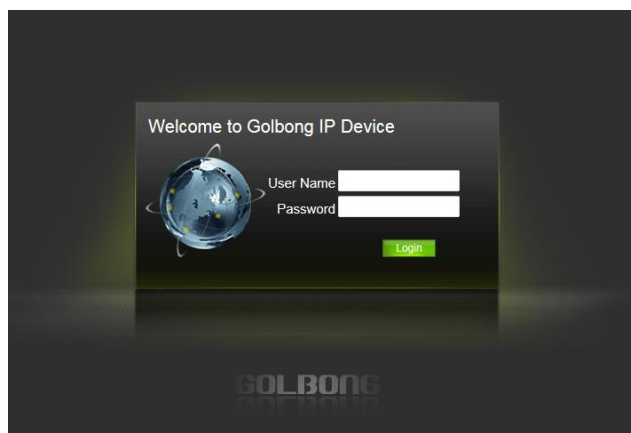 Welcome to Golbong IP Device
User Name
Password
Login
GOLBONG